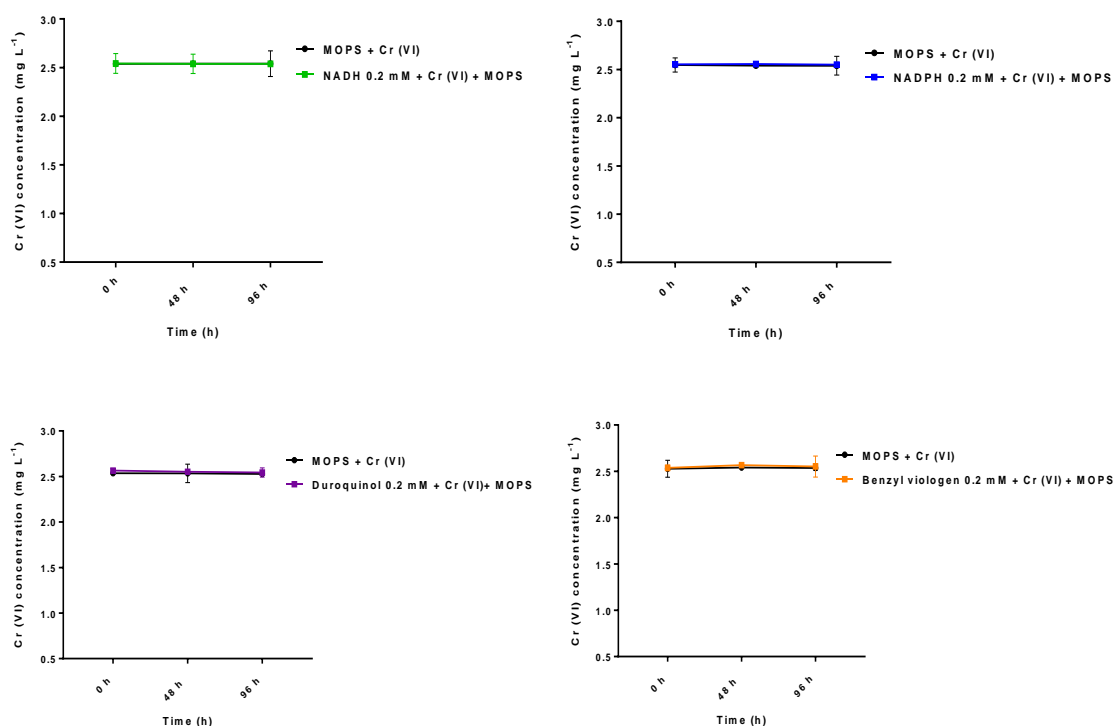 Cr (VI) concentration (mg L⁻¹)
3.0
2.5
2.0
1.5
1.0
0.5
0 h
48 h
96 h
Time (h)
MOPS + Cr (VI)
NADH 0.2 mM + Cr (VI) + MOPS
Cr (VI) concentration (mg L⁻¹)
3.0
2.5
2.0
1.5
1.0
0.5
0 h
48 h
96 h
Time (h)
MOPS + Cr (VI)
NADPH 0.2 mM + Cr (VI) + MOPS
Cr (VI) concentration (mg L⁻¹)
3.0
2.5
2.0
1.5
1.0
0.5
0 h
48 h
96 h
Time (h)
MOPS + Cr (VI)
Duroquinol 0.2 mM + Cr (VI)+ MOPS
Cr (VI) concentration (mg L⁻¹)
3.0
2.5
2.0
1.5
1.0
0.5
0 h
48 h
96 h
Time (h)
MOPS + Cr (VI)
Benzyl viologen 0.2 mM + Cr (VI) + MOPS